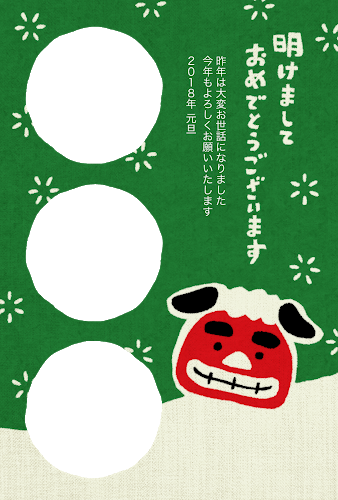 明けまして
おめでとうございます
昨年は大変お世話になりました
今年もよろしくお願いいたします
2018年 元旦